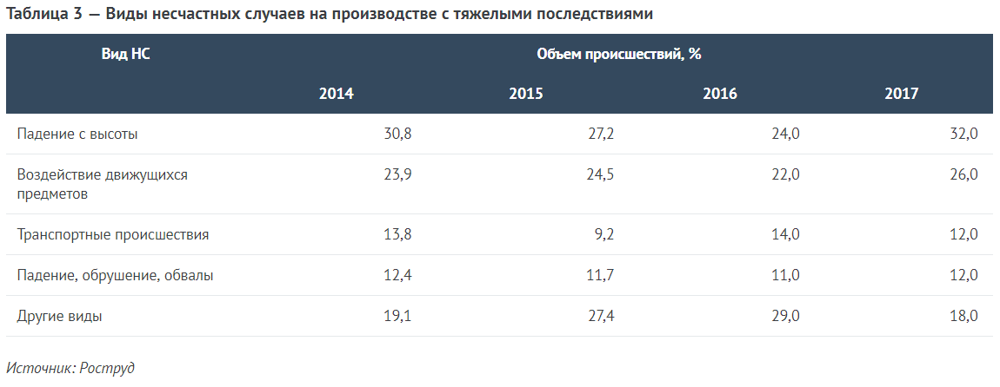 Таблица 3 — Виды несчастных случаев на производстве с тяжелыми последствиями
Вид НС Объем происшествий, %
2014 2015 2016 2017
Падение с высоты 30,8 27,2 24,0 32,0
Воздействие движущихся 23,9 24,5 22,0 26,0
предметов
Транспортные происшествия 13,8 9,2 14,0 12,0
Падение, обрушение, обвалы 12,4 11,7 11,0 12,0
Другие виды 19,1 27,4 29,0 18,0
Источник: Роструд